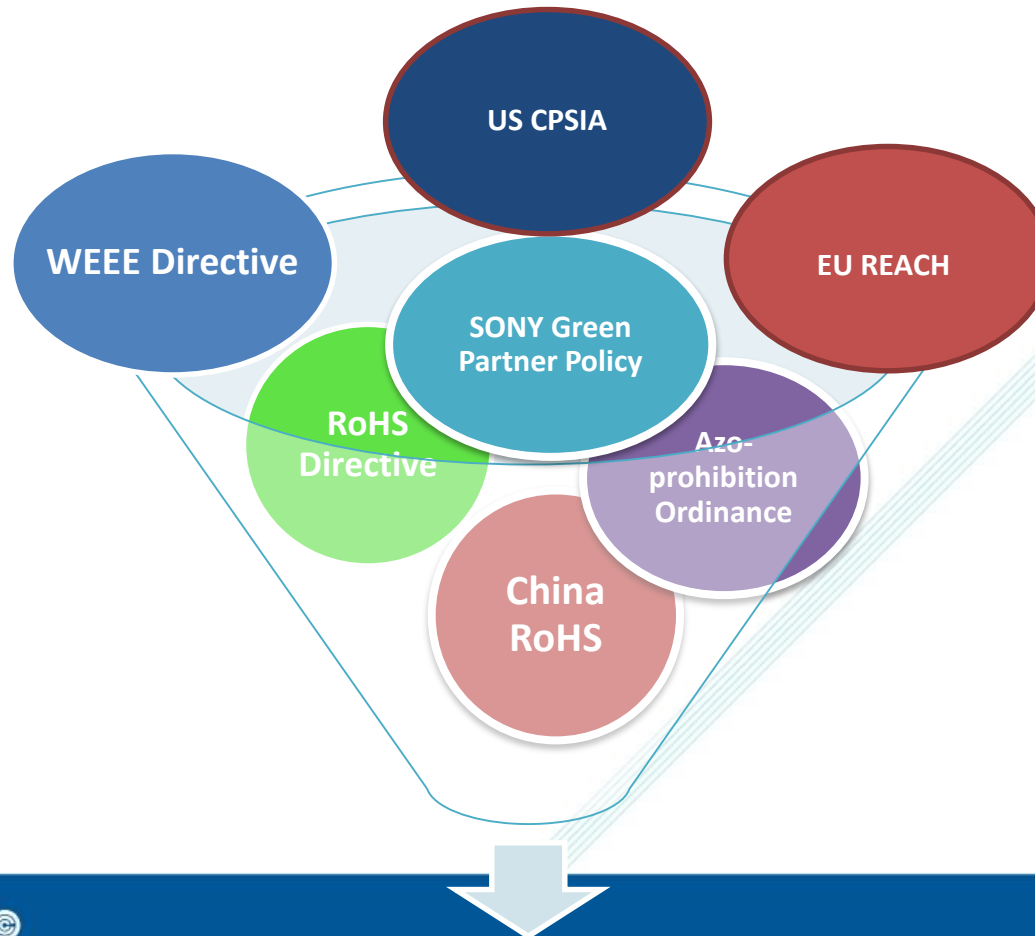 US CPSIA
WEEE Directive
EU REACH
SONY Green
Partner Policy
RoHS
Directive
Azo-
prohibition
Ordinance
China
RoHS